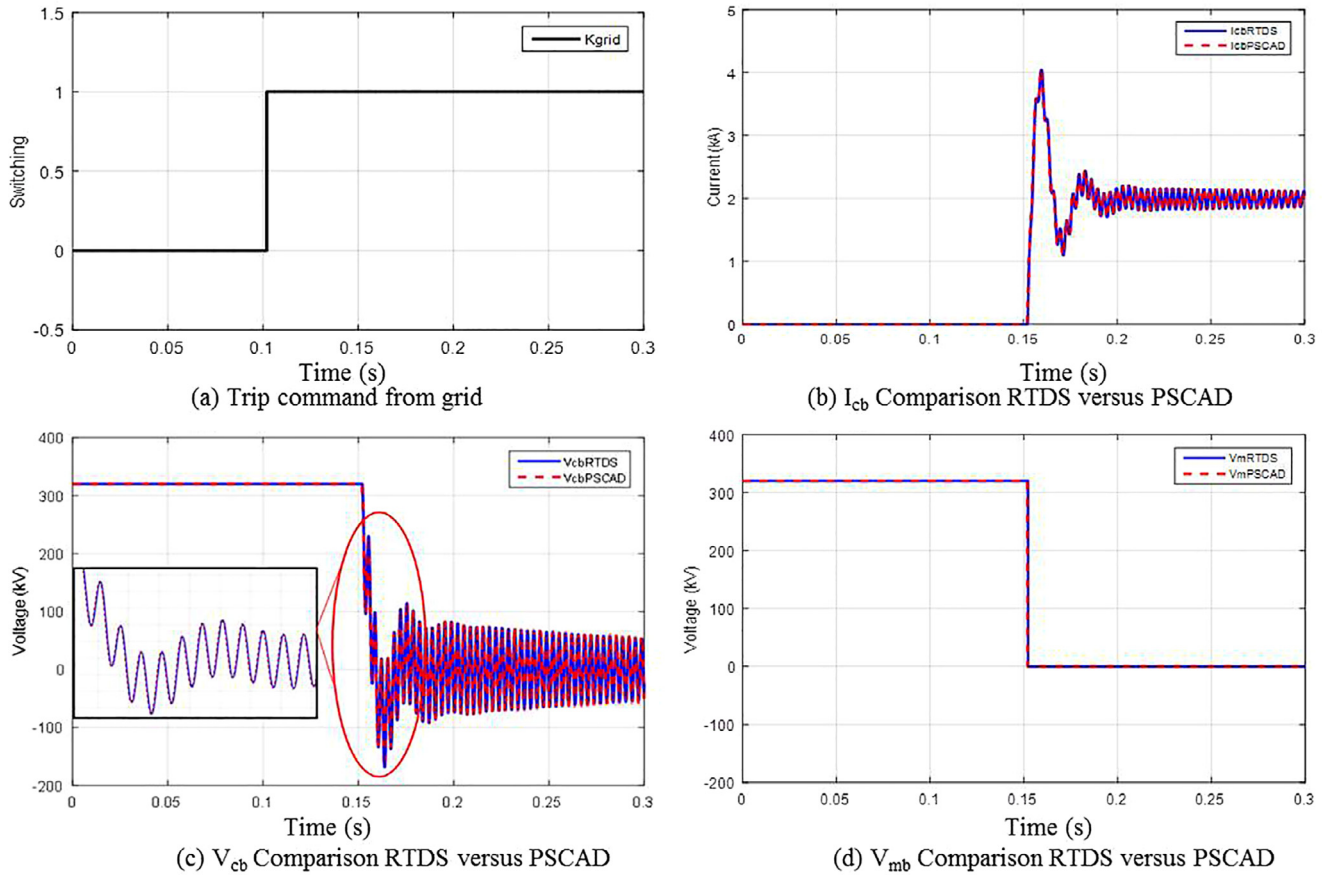 1.5
1
0.5
0
-0.5
Switching
Kgrid
0
0.05
0.1
0.15
0.2
0.25
0.3
Time (s)
(a) Trip command from grid
5
4
3
2
1
0
Current (kA)
IcbRTDS
IcbPSCAD
0
0.05
0.1
0.15
0.2
0.25
0.3
Time (s)
(b) Icb Comparison RTDS versus PSCAD
400
300
200
100
0
-100
-200
Voltage (kV)
VcbRTDS
VcbPSCAD
0
0.05
0.1
0.15
0.2
0.25
0.3
Time (s)
(c) Vcb Comparison RTDS versus PSCAD
400
300
200
100
0
-100
-200
Voltage (kV)
VmRTDS
VmPSCAD
0
0.05
0.1
0.15
0.2
0.25
0.3
Time (s)
(d) Vmb Comparison RTDS versus PSCAD